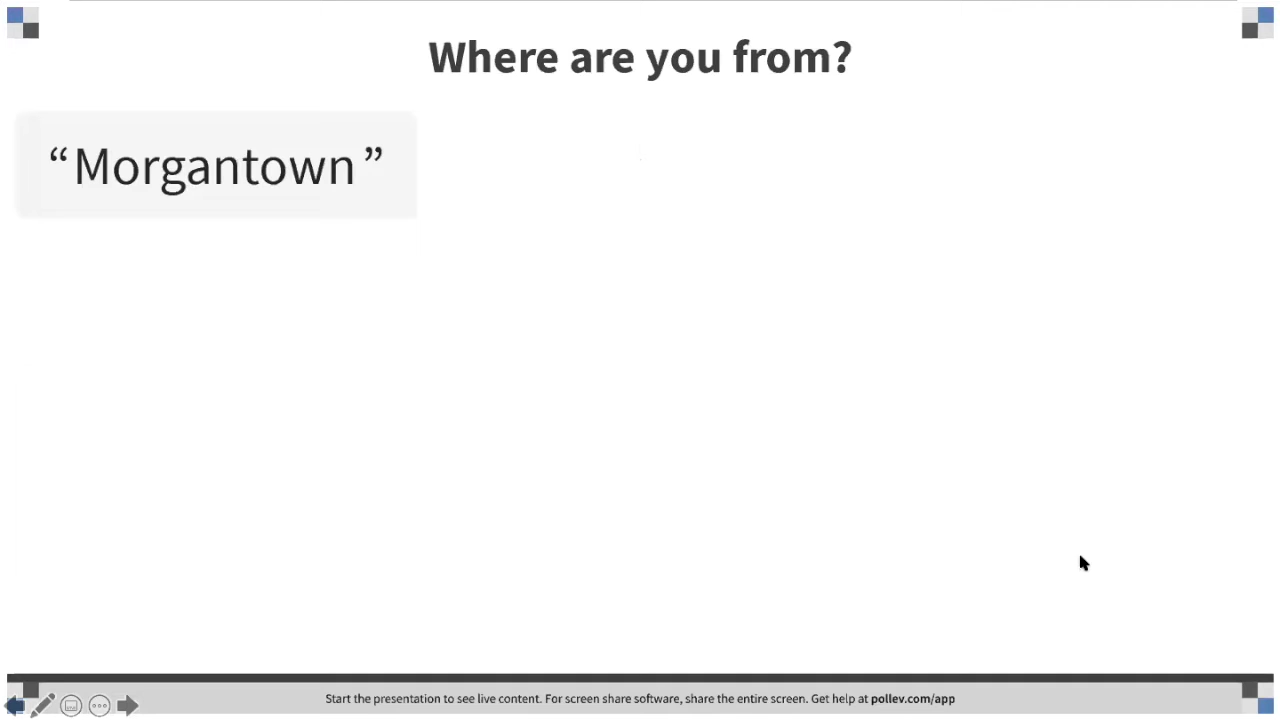 Where are you from?
“Morgantown”
Start the presentation to see live content. For screen share software, share the entire screen. Get help at pollev.com/app